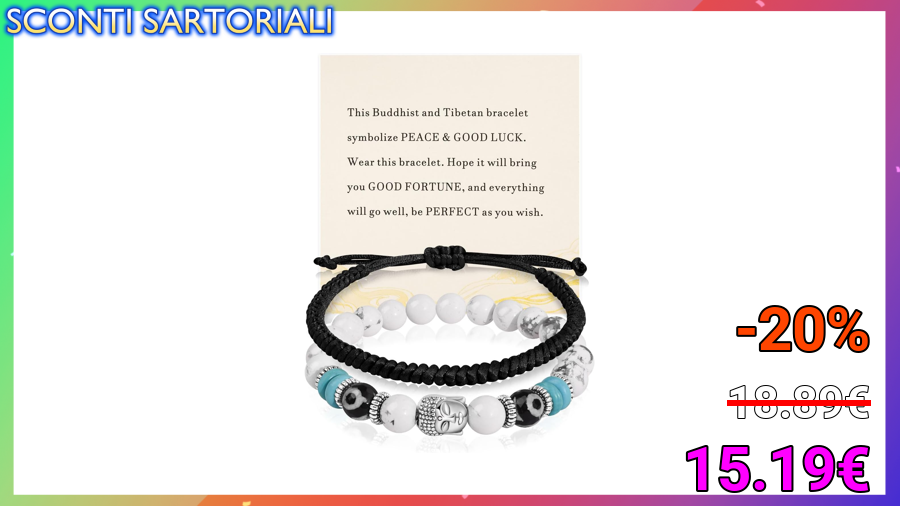 SCONTI SARTORIALI
This Buddhist and Tibetan bracelet
symbolize PEACE & GOOD LUCK.
Wear this bracelet. Hope it will bring
you GOOD FORTUNE, and everything
will go well, be PERFECT as you wish.
-20%
18.89€
15.19€